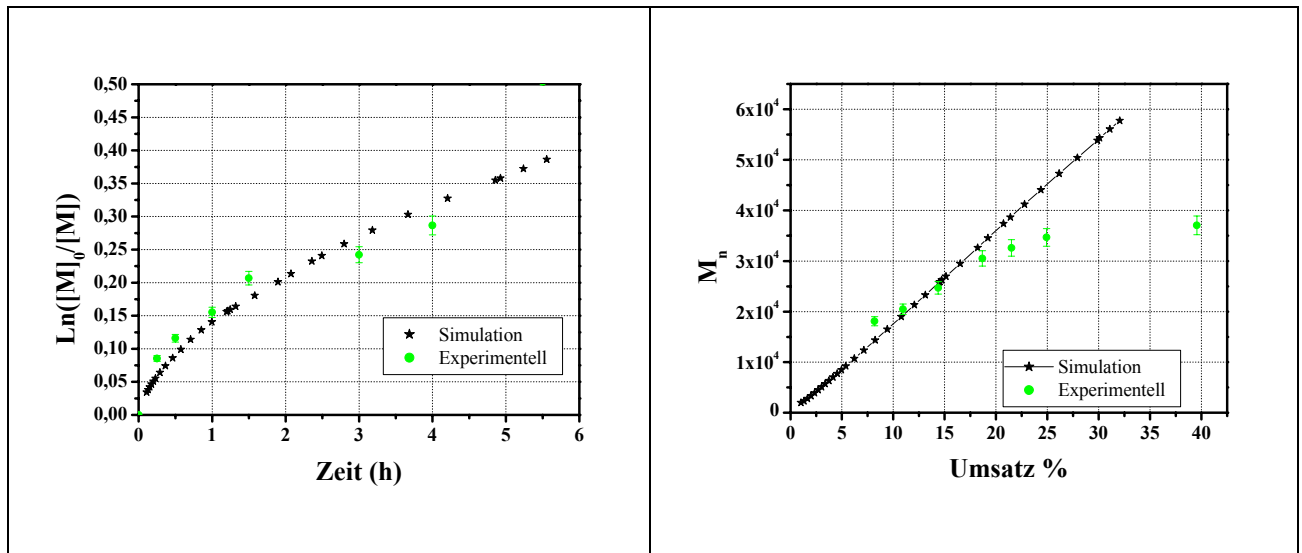 0,50
0,45
0,40
0,35
0,30
0,25
0,20
0,15
0,10
0,05
0,00
Ln([M]0/[M])
Simulation
Experimentell
0 1 2 3 4 5 6
Zeit (h)
6x10^4
5x10^4
4x10^4
3x10^4
2x10^4
1x10^4
0
Mn
Simulation
Experimentell
0 5 10 15 20 25 30 35 40
Umsatz %